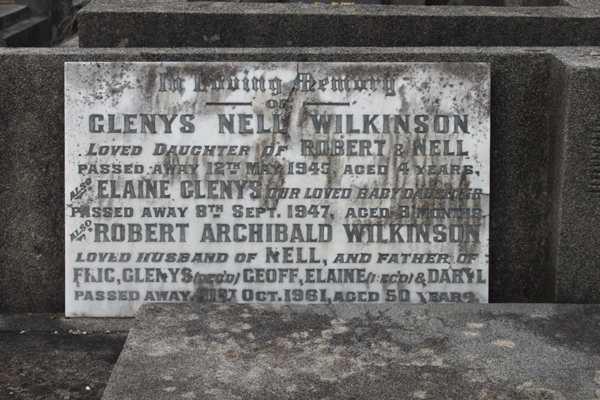 In Loving Memory
OF
GLENYS NELL WILKINSON
LOVED DAUGHTER OF ROBERT & NELL
PASSED AWAY 12TH MAY 1945, AGED 4 YEARS.
ALSO ELAINE GLENYS OUR LOVED BABY DAUGHTER
PASSED AWAY 8TH SEPT. 1947, AGED 8 MONTHS.
ALSO ROBERT ARCHIBALD WILKINSON
LOVED HUSBAND OF NELL, AND FATHER OF
ERIC, GLENYS (DEC'D) GEOFF, ELAINE (DEC'D) & DARYL
PASSED AWAY 21ST OCT. 1961, AGED 50 YEARS.